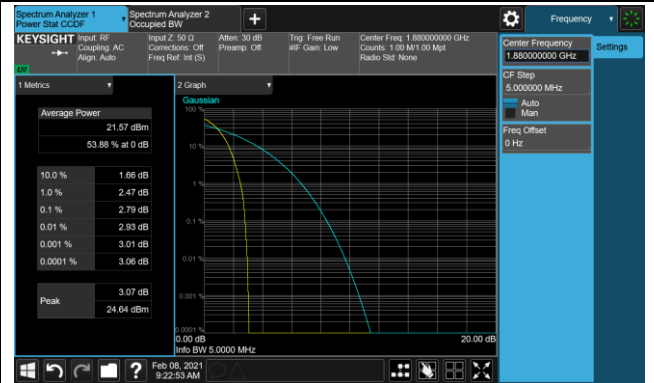 Spectrum Analyzer 1
Power Stat CCDF
Spectrum Analyzer 2
Occupied BW
Frequency
KEYSIGHT
Input: RF
Coupling: AC
Align: Auto
Input Z: 50 Ω
Corrections: Off
Freq Ref: Int (S)
Atten: 30 dB
Preamp: Off
Trig: Free Run
#IF Gain: Low
Center Freq: 1.880000000 GHz
Counts: 1.00 M/1.00 Mpt
Radio Std: None
Center Frequency
1.880000000 GHz
Settings
CF Step
5.000000 MHz
Auto
Man
Freq Offset
0 Hz
1 Metrics
Average Power
21.57 dBm
53.88 % at 0 dB
10.0 % 1.66 dB
1.0 % 2.47 dB
0.1 % 2.79 dB
0.01 % 2.93 dB
0.001 % 3.01 dB
0.0001 % 3.06 dB
Peak
3.07 dB
24.64 dBm
2 Graph
Gaussian
100 %
10 %
1 %
0.1 %
0.01 %
0.001 %
0.0001 %
0.00 dB 20.00 dB
Info BW 5.0000 MHz
?
Feb 08, 2021
9:22:53 AM